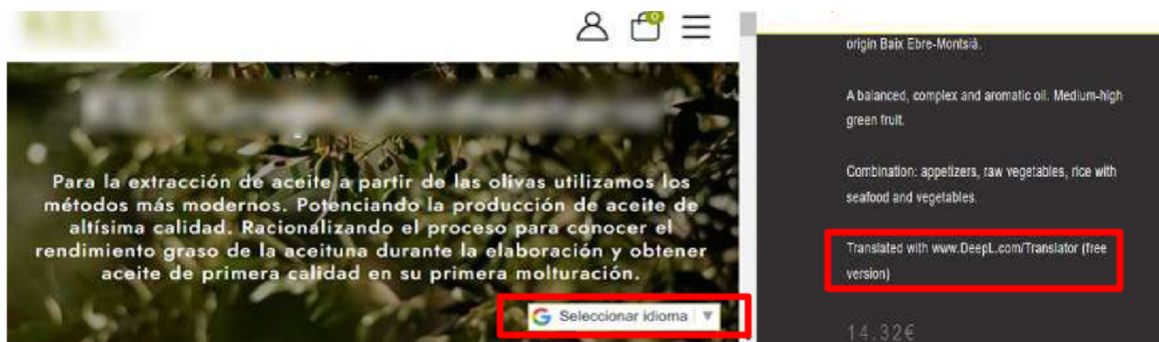 0
Para la extracción de aceite a partir de las olivas utilizamos los
métodos más modernos. Potenciando la producción de aceite de
altísima calidad. Racionalizando el proceso para conocer el
rendimiento graso de la aceituna durante la elaboración y obtener
aceite de primera calidad en su primera molturación.
G Seleccionar idioma ▼
origin Baix Ebre-Montsià.
A balanced, complex and aromatic oil. Medium-high
green fruit.
Combination: appetizers, raw vegetables, rice with
seafood and vegetables.
Translated with www.DeepL.com/Translator (free
version)
14.32€